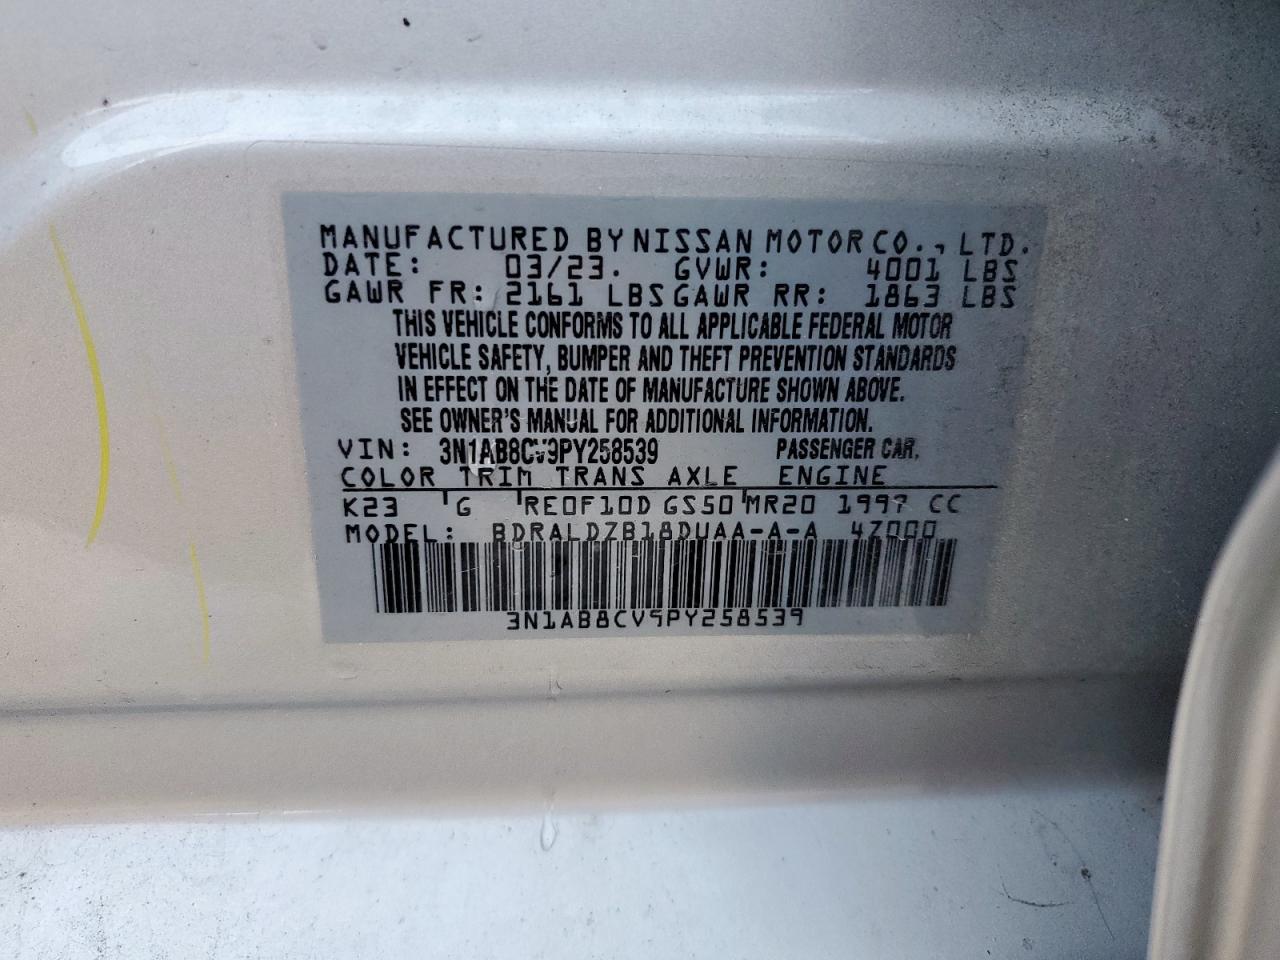 MANUFACTURED BY NISSAN MOTOR CO., LTD.
DATE: 03/23. GVWR: 4001 LBS
GAWR FR: 2161 LBS GAWR RR: 1863 LBS
THIS VEHICLE CONFORMS TO ALL APPLICABLE FEDERAL MOTOR
VEHICLE SAFETY, BUMPER AND THEFT PREVENTION STANDARDS
IN EFFECT ON THE DATE OF MANUFACTURE SHOWN ABOVE.
SEE OWNER'S MANUAL FOR ADDITIONAL INFORMATION.
VIN: 3N1AB8CV9PY258539 PASSENGER CAR.
COLOR TRIM TRANS AXLE ENGINE
K23 G RE0F10D GS50 MR20 1997 CC
MODEL: BDRALDZB18DUAA-A-A 4Z000
3N1AB8CV9PY258539